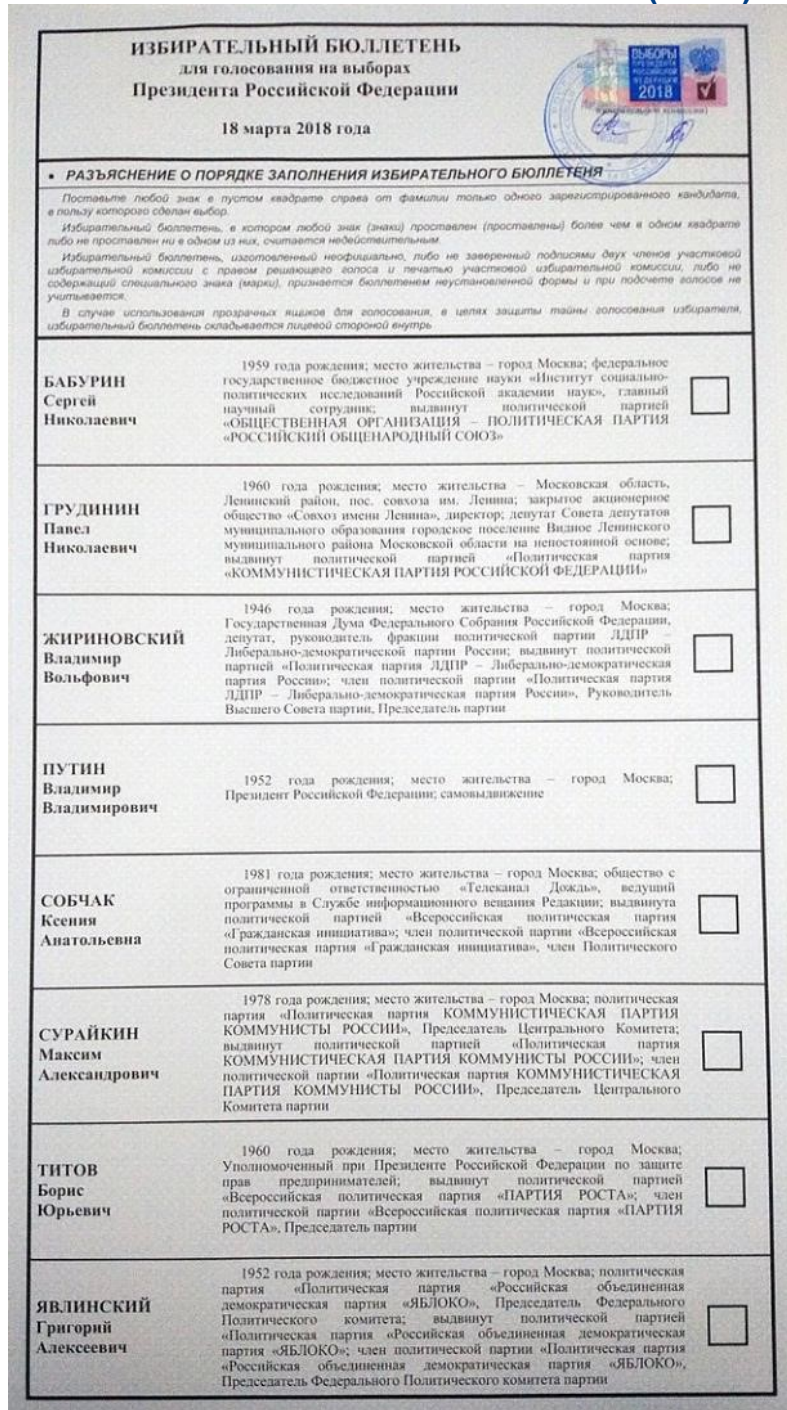 ИЗБИРАТЕЛЬНЫЙ БЮЛЛЕТЕНЬ
для голосования на выборах
Президента Российской Федерации
18 марта 2018 года
ВЫБОРЫ
ПРЕЗИДЕНТА
РОССИЙСКОЙ
ФЕДЕРАЦИИ
2018
• РАЗЪЯСНЕНИЕ О ПОРЯДКЕ ЗАПОЛНЕНИЯ ИЗБИРАТЕЛЬНОГО БЮЛЛЕТЕНЯ
Поставьте любой знак в пустом квадрате справа от фамилии только одного зарегистрированного кандидата,
в пользу которого сделан выбор.
Избирательный бюллетень, в котором любой знак (знаки) проставлен (проставлены) более чем в одном квадрате
либо не проставлен ни в одном из них, считается недействительным.
Избирательный бюллетень, изготовленный неофициально, либо не заверенный подписями двух членов участковой
избирательной комиссии с правом решающего голоса и печатью участковой избирательной комиссии, либо не
содержащий специального знака (марки), признается бюллетенем неустановленной формы и при подсчете голосов не
учитывается.
В случае использования прозрачных ящиков для голосования, в целях защиты тайны голосования избирателя,
избирательный бюллетень складывается лицевой стороной внутрь
БАБУРИН
Сергей
Николаевич
1959 года рождения; место жительства – город Москва; федеральное
государственное бюджетное учреждение науки «Институт социально-
политических исследований Российской академии наук», главный
научный сотрудник; выдвинут политической партией
«ОБЩЕСТВЕННАЯ ОРГАНИЗАЦИЯ – ПОЛИТИЧЕСКАЯ ПАРТИЯ
«РОССИЙСКИЙ ОБЩЕНАРОДНЫЙ СОЮЗ»
ГРУДИНИН
Павел
Николаевич
1960 года рождения; место жительства – Московская область,
Ленинский район, пос. совхоза им. Ленина; закрытое акционерное
общество «Совхоз имени Ленина», директор; депутат Совета депутатов
муниципального образования городское поселение Видное Ленинского
муниципального района Московской области на непостоянной основе;
выдвинут политической партией «Политическая партия
«КОММУНИСТИЧЕСКАЯ ПАРТИЯ РОССИЙСКОЙ ФЕДЕРАЦИИ»
ЖИРИНОВСКИЙ
Владимир
Вольфович
1946 года рождения; место жительства – город Москва;
Государственная Дума Федерального Собрания Российской Федерации,
депутат, руководитель фракции политической партии ЛДПР –
Либерально-демократической партии России; выдвинут политической
партией «Политическая партия ЛДПР – Либерально-демократическая
партия России»; член политической партии «Политическая партия
ЛДПР – Либерально-демократическая партия России», Руководитель
Высшего Совета партии, Председатель партии
ПУТИН
Владимир
Владимирович
1952 года рождения; место жительства – город Москва;
Президент Российской Федерации; самовыдвижение
СОБЧАК
Ксения
Анатольевна
1981 года рождения; место жительства – город Москва; общество с
ограниченной ответственностью «Телеканал Дождь», ведущий
программы в Службе информационного вещания Редакции; выдвинута
политической партией «Всероссийская политическая партия
«Гражданская инициатива»; член политической партии «Всероссийская
политическая партия «Гражданская инициатива», член Политического
Совета партии
СУРАЙКИН
Максим
Александрович
1978 года рождения; место жительства – город Москва; политическая
партия «Политическая партия КОММУНИСТИЧЕСКАЯ ПАРТИЯ
КОММУНИСТЫ РОССИИ», Председатель Центрального Комитета;
выдвинут политической партией «Политическая партия
КОММУНИСТИЧЕСКАЯ ПАРТИЯ КОММУНИСТЫ РОССИИ»; член
политической партии «Политическая партия КОММУНИСТИЧЕСКАЯ
ПАРТИЯ КОММУНИСТЫ РОССИИ», Председатель Центрального
Комитета партии
ТИТОВ
Борис
Юрьевич
1960 года рождения; место жительства – город Москва;
Уполномоченный при Президенте Российской Федерации по защите
прав предпринимателей; выдвинут политической партией
«Всероссийская политическая партия «ПАРТИЯ РОСТА»; член
политической партии «Всероссийская политическая партия «ПАРТИЯ
РОСТА», Председатель партии
ЯВЛИНСКИЙ
Григорий
Алексеевич
1952 года рождения; место жительства – город Москва; политическая
партия «Политическая партия «Российская объединенная
демократическая партия «ЯБЛОКО», Председатель Федерального
Политического комитета; выдвинут политической партией
«Политическая партия «Российская объединенная демократическая
партия «ЯБЛОКО»; член политической партии «Политическая партия
«Российская объединенная демократическая партия «ЯБЛОКО»,
Председатель Федерального Политического комитета партии